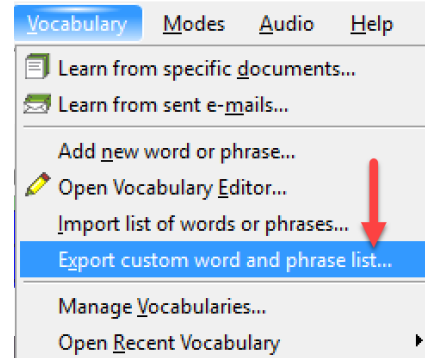 Vocabulary Modes Audio Help
Learn from specific documents...
Learn from sent e-mails...
Add new word or phrase...
Open Vocabulary Editor...
Import list of words or phrases...
Export custom word and phrase list...
Manage Vocabularies...
Open Recent Vocabulary